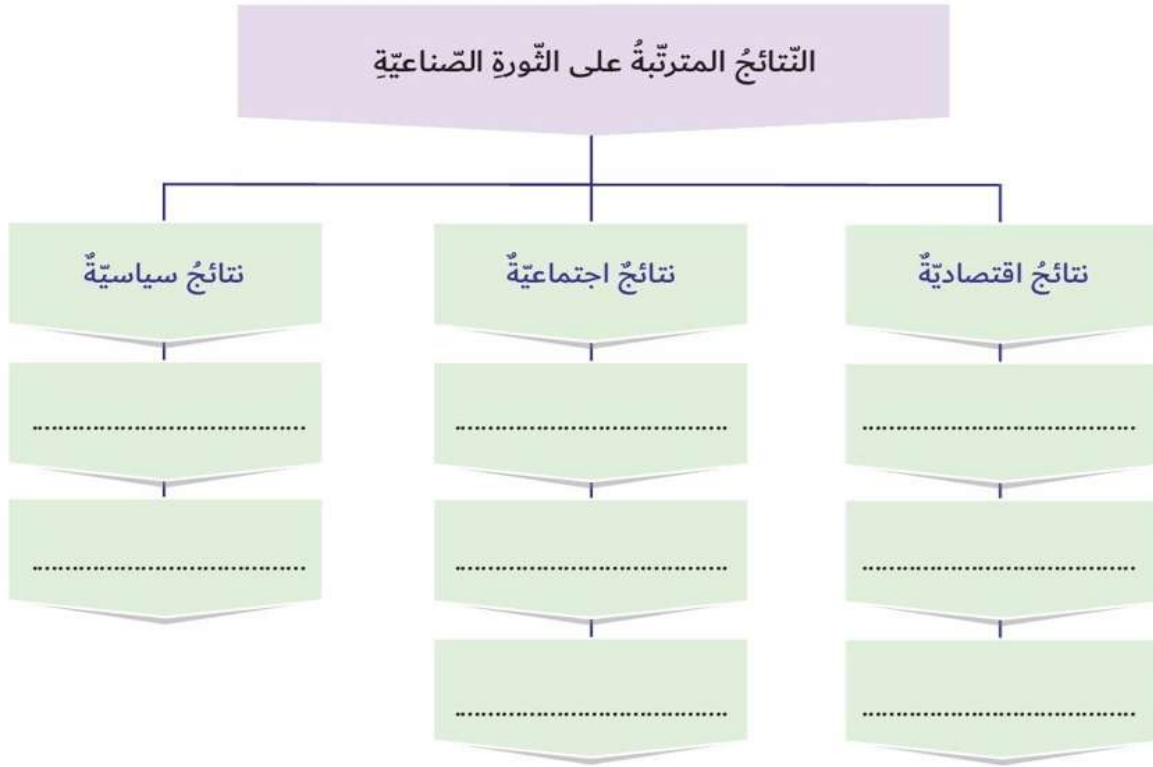 النّتائجُ المترتّبةُ على الثّورةِ الصّناعيّةِ
نتائجُ اقتصاديّةٌ
نتائجٌ اجتماعيّةٌ
نتائجُ سياسيّةٌ